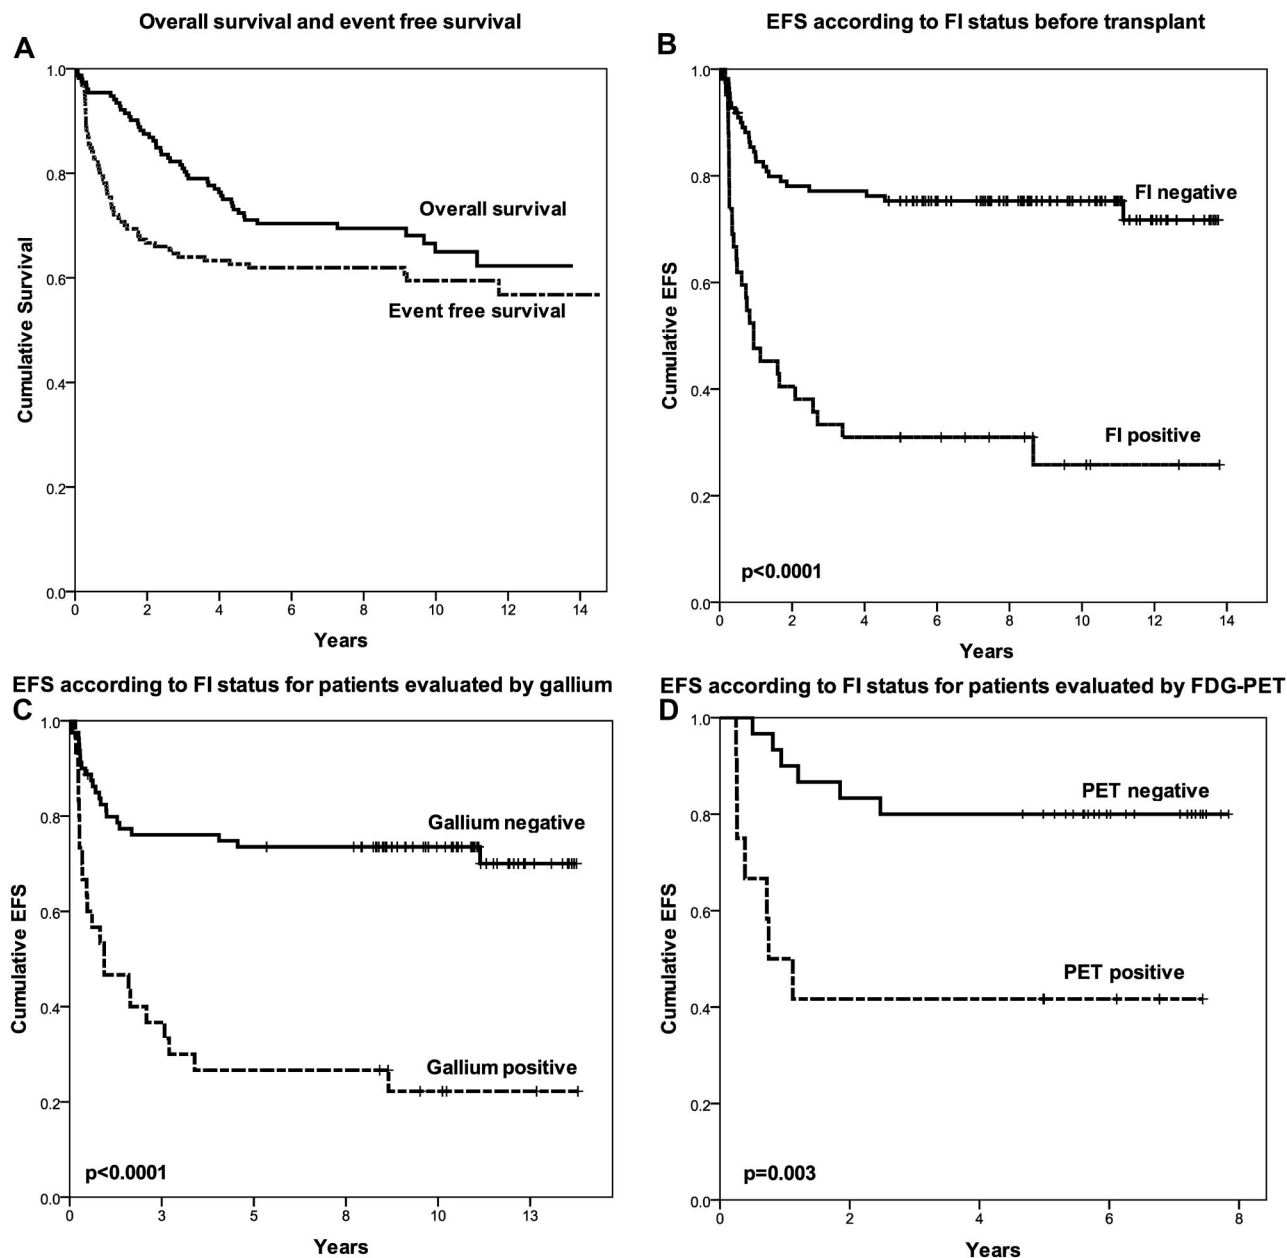 Overall survival and event free survival
A
Cumulative Survival
1.0
0.8
0.6
0.4
0.2
0.0
Overall survival
Event free survival
0 2 4 6 8 10 12 14
Years
EFS according to FI status before transplant
B
Cumulative EFS
1.0
0.8
0.6
0.4
0.2
0.0
FI negative
FI positive
p<0.0001
0 2 4 6 8 10 12 14
Years
EFS according to FI status for patients evaluated by gallium
C
Cumulative EFS
1.0
0.8
0.6
0.4
0.2
0.0
Gallium negative
Gallium positive
p<0.0001
0 3 5 8 10 13
Years
EFS according to FI status for patients evaluated by FDG-PET
D
Cumulative EFS
1.0
0.8
0.6
0.4
0.2
0.0
PET negative
PET positive
p=0.003
0 2 4 6 8
Years